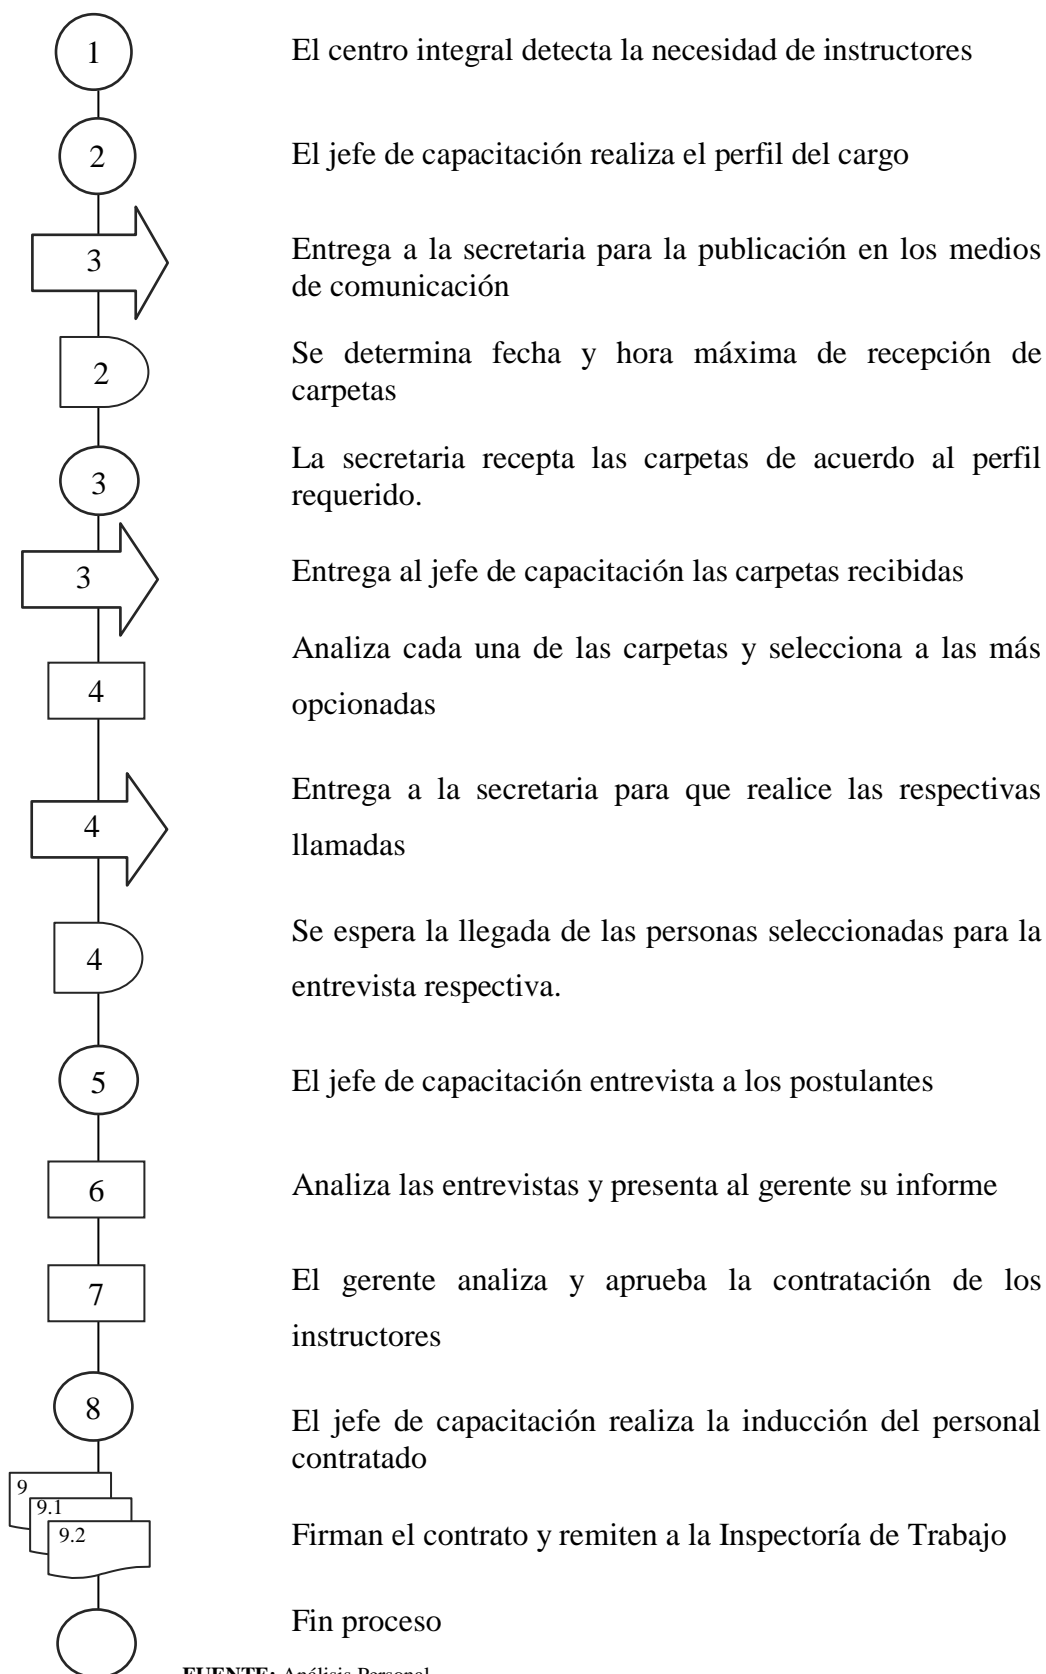 1
El centro integral detecta la necesidad de instructores
2
El jefe de capacitación realiza el perfil del cargo
3
Entrega a la secretaria para la publicación en los medios
de comunicación
2
Se determina fecha y hora máxima de recepción de
carpetas
3
La secretaria recepta las carpetas de acuerdo al perfil
requerido.
3
Entrega al jefe de capacitación las carpetas recibidas
4
Analiza cada una de las carpetas y selecciona a las más
opcionadas
4
Entrega a la secretaria para que realice las respectivas
llamadas
4
Se espera la llegada de las personas seleccionadas para la
entrevista respectiva.
5
El jefe de capacitación entrevista a los postulantes
6
Analiza las entrevistas y presenta al gerente su informe
7
El gerente analiza y aprueba la contratación de los
instructores
8
El jefe de capacitación realiza la inducción del personal
contratado
9
9.1
9.2
Firman el contrato y remiten a la Inspectoría de Trabajo
Fin proceso
FUENTE: Análisis Personal